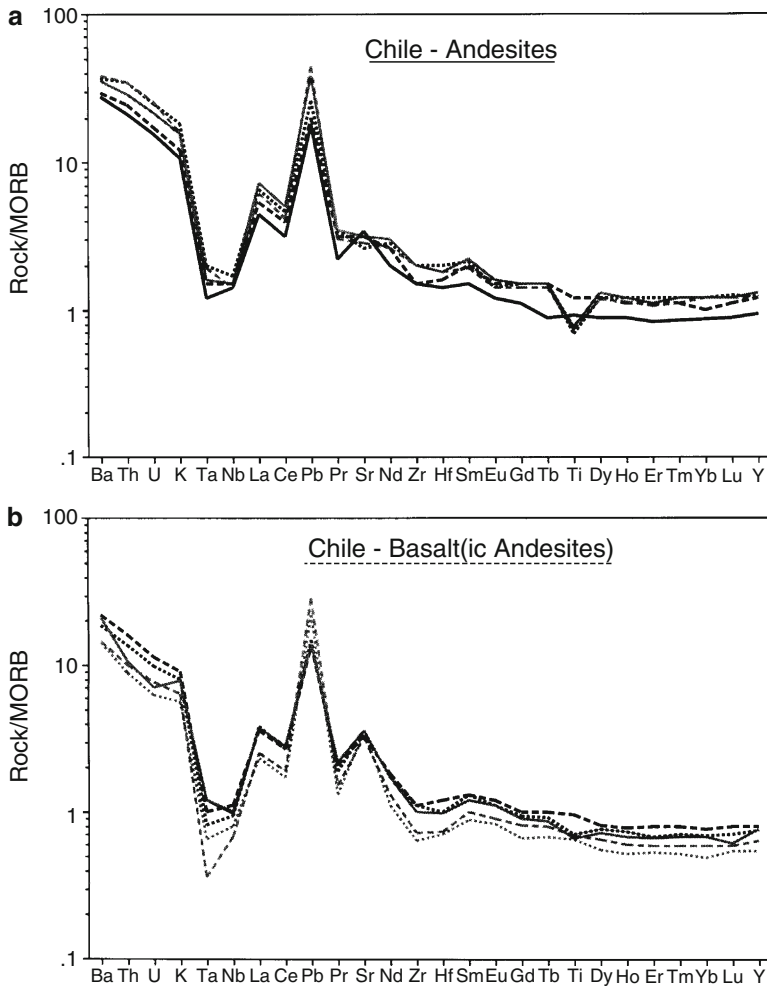 a
100
Chile - Andesites
10
Rock/MORB
1
.1
Ba Th U K Ta Nb La Ce Pb Pr Sr Nd Zr Hf Sm Eu Gd Tb Ti Dy Ho Er Tm Yb Lu Y
b
100
Chile - Basalt(ic Andesites)
10
Rock/MORB
1
.1
Ba Th U K Ta Nb La Ce Pb Pr Sr Nd Zr Hf Sm Eu Gd Tb Ti Dy Ho Er Tm Yb Lu Y